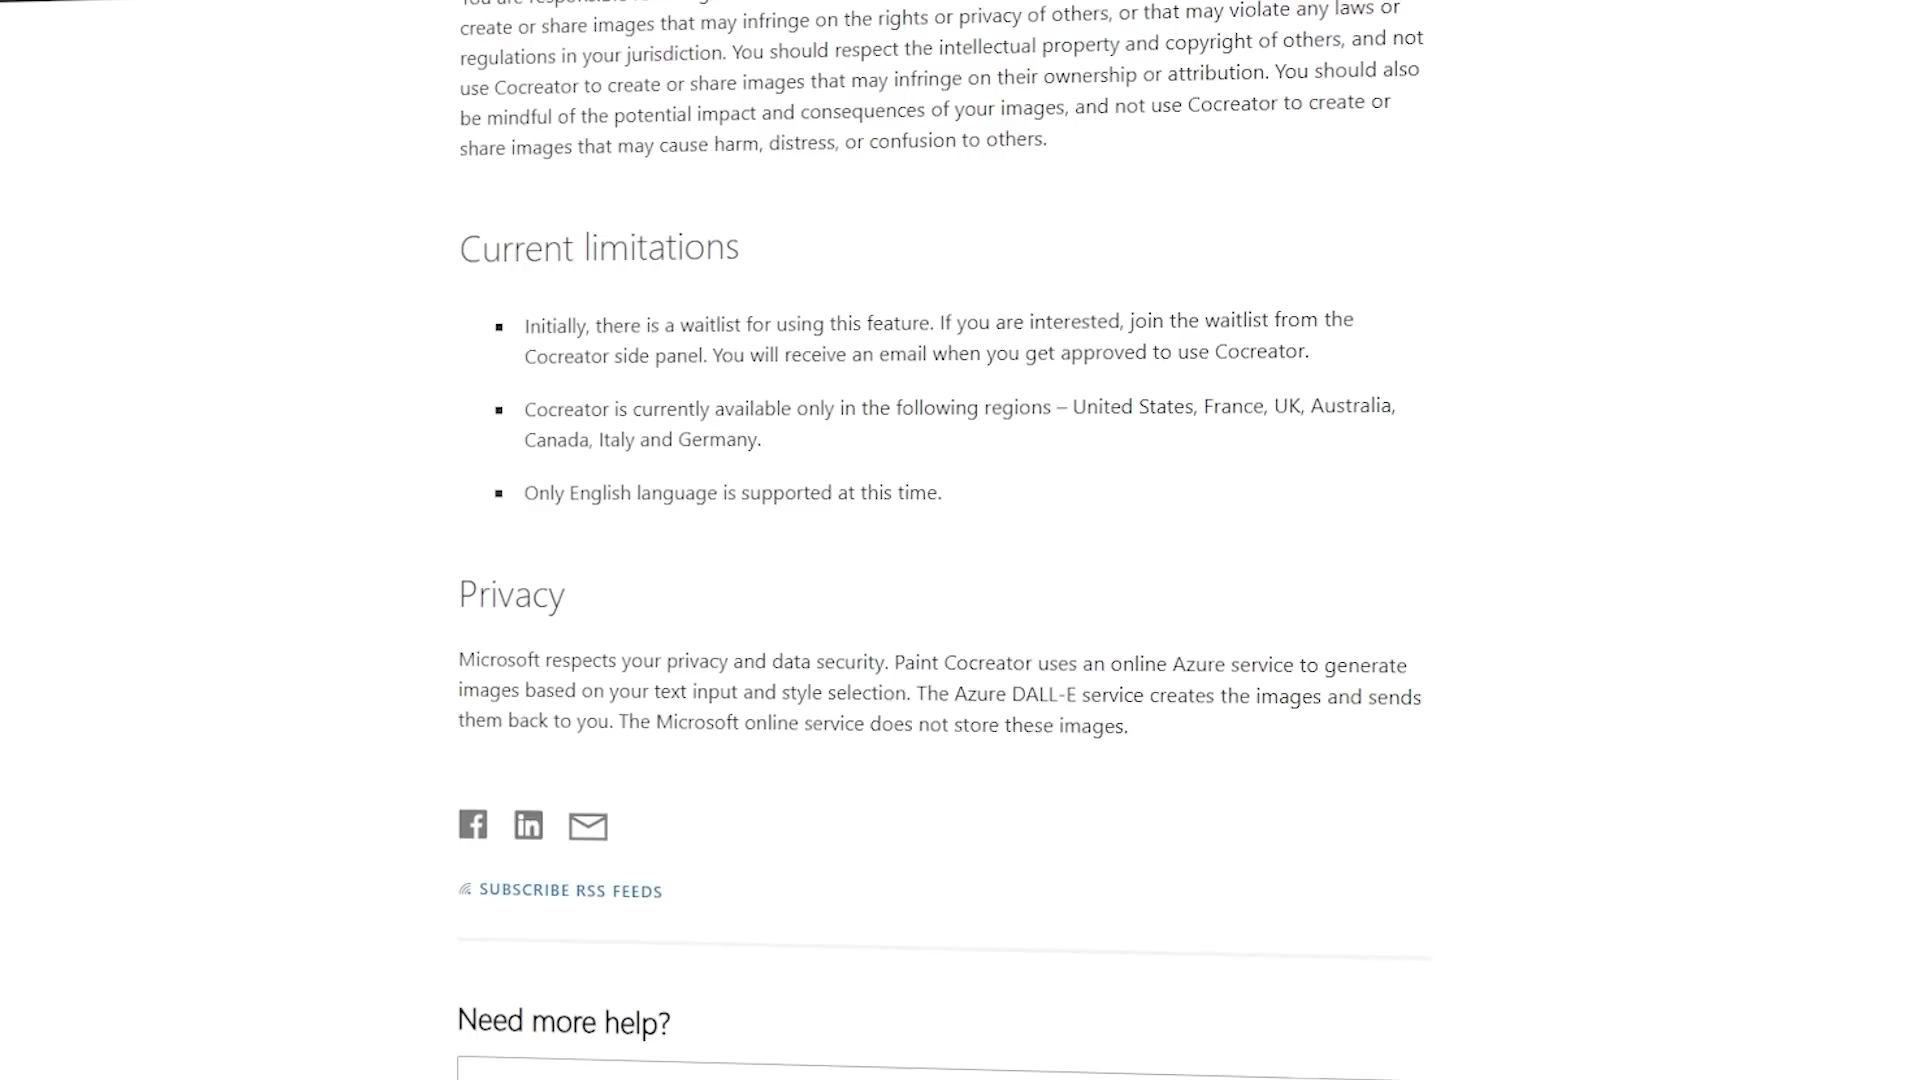 create or share images that may infringe on the rights or privacy of others, or that may violate any laws or
regulations in your jurisdiction. You should respect the intellectual property and copyright of others, and not
use Cocreator to create or share images that may infringe on their ownership or attribution. You should also
be mindful of the potential impact and consequences of your images, and not use Cocreator to create or
share images that may cause harm, distress, or confusion to others.
Current limitations
Initially, there is a waitlist for using this feature. If you are interested, join the waitlist from the
Cocreator side panel. You will receive an email when you get approved to use Cocreator.
Cocreator is currently available only in the following regions – United States, France, UK, Australia,
Canada, Italy and Germany.
Only English language is supported at this time.
Privacy
Microsoft respects your privacy and data security. Paint Cocreator uses an online Azure service to generate
images based on your text input and style selection. The Azure DALL-E service creates the images and sends
them back to you. The Microsoft online service does not store these images.
SUBSCRIBE RSS FEEDS
Need more help?